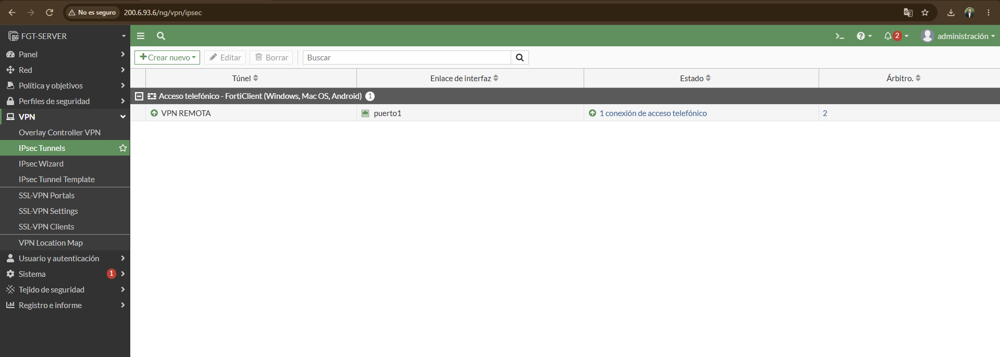 No es seguro 200.6.93.6/ng/vpn/ipsec
FGT-SERVER
Panel
Red
Política y objetivos
Perfiles de seguridad
VPN
Overlay Controller VPN
IPsec Tunnels
IPsec Wizard
IPsec Tunnel Template
SSL-VPN Portals
SSL-VPN Settings
SSL-VPN Clients
VPN Location Map
Usuario y autenticación
Sistema 1
Tejido de seguridad
Registro e informe
2 administración
Crear nuevo Editar Borrar Buscar
Túnel Enlace de interfaz Estado Árbitro.
Acceso telefónico - FortiClient (Windows, Mac OS, Android) 1
VPN REMOTA puerto1 1 conexión de acceso telefónico 2